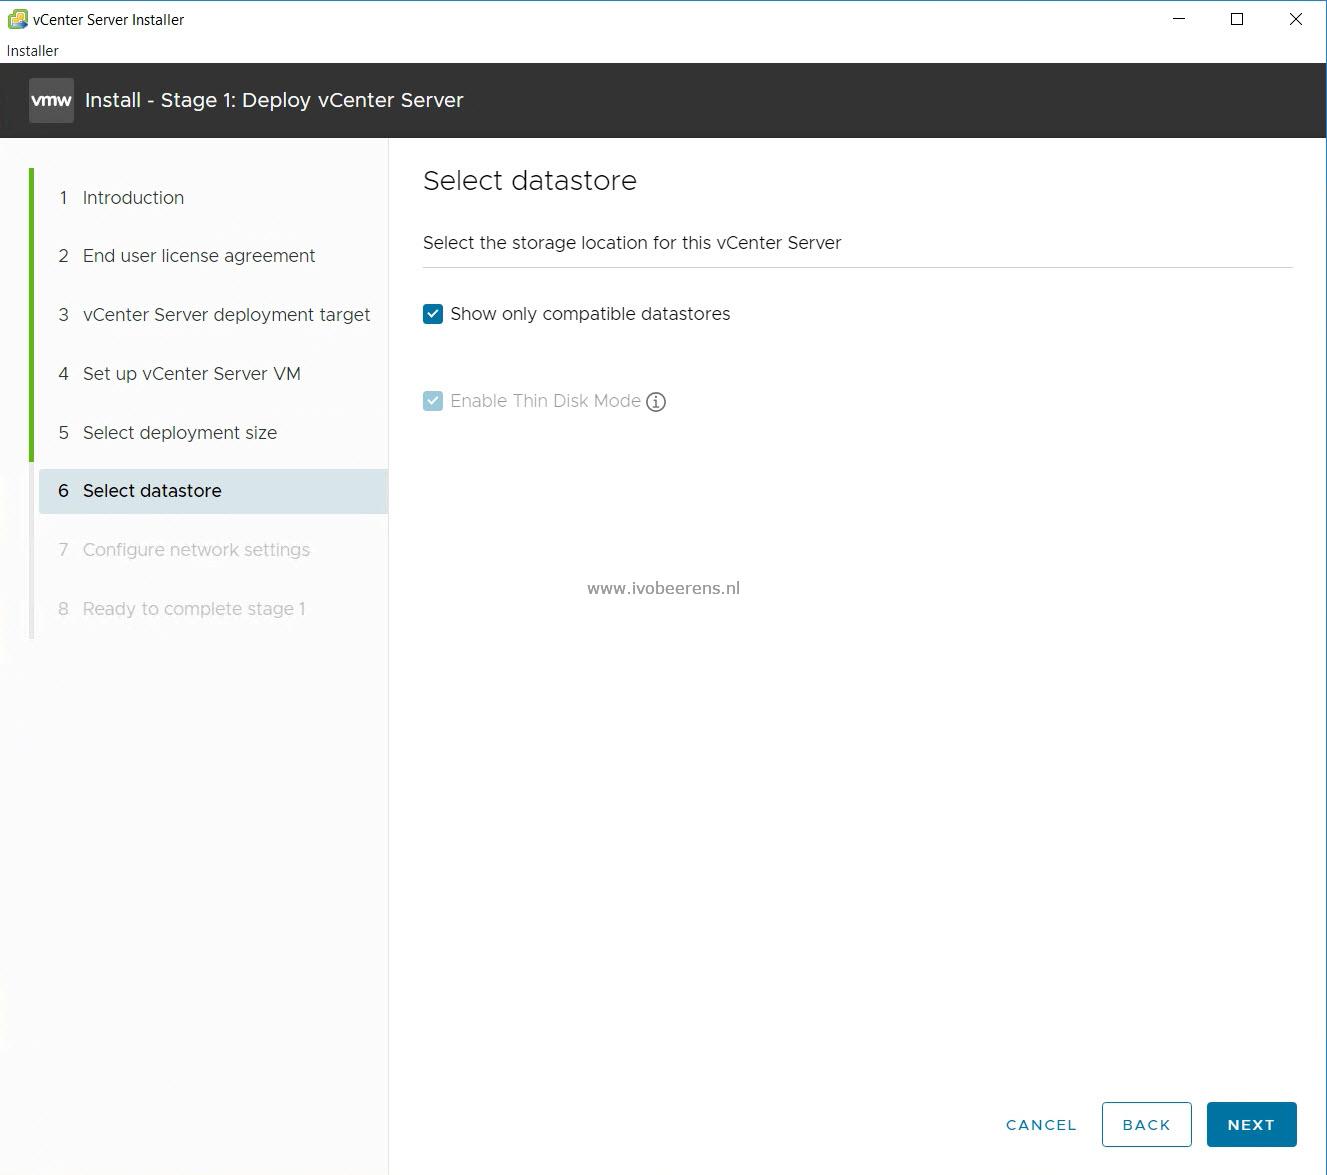 vCenter Server Installer
Installer
vmw Install - Stage 1: Deploy vCenter Server
1 Introduction
2 End user license agreement
3 vCenter Server deployment target
4 Set up vCenter Server VM
5 Select deployment size
6 Select datastore
7 Configure network settings
8 Ready to complete stage 1
Select datastore
Select the storage location for this vCenter Server
Show only compatible datastores
Enable Thin Disk Mode
www.ivobeerens.nl
CANCEL BACK NEXT